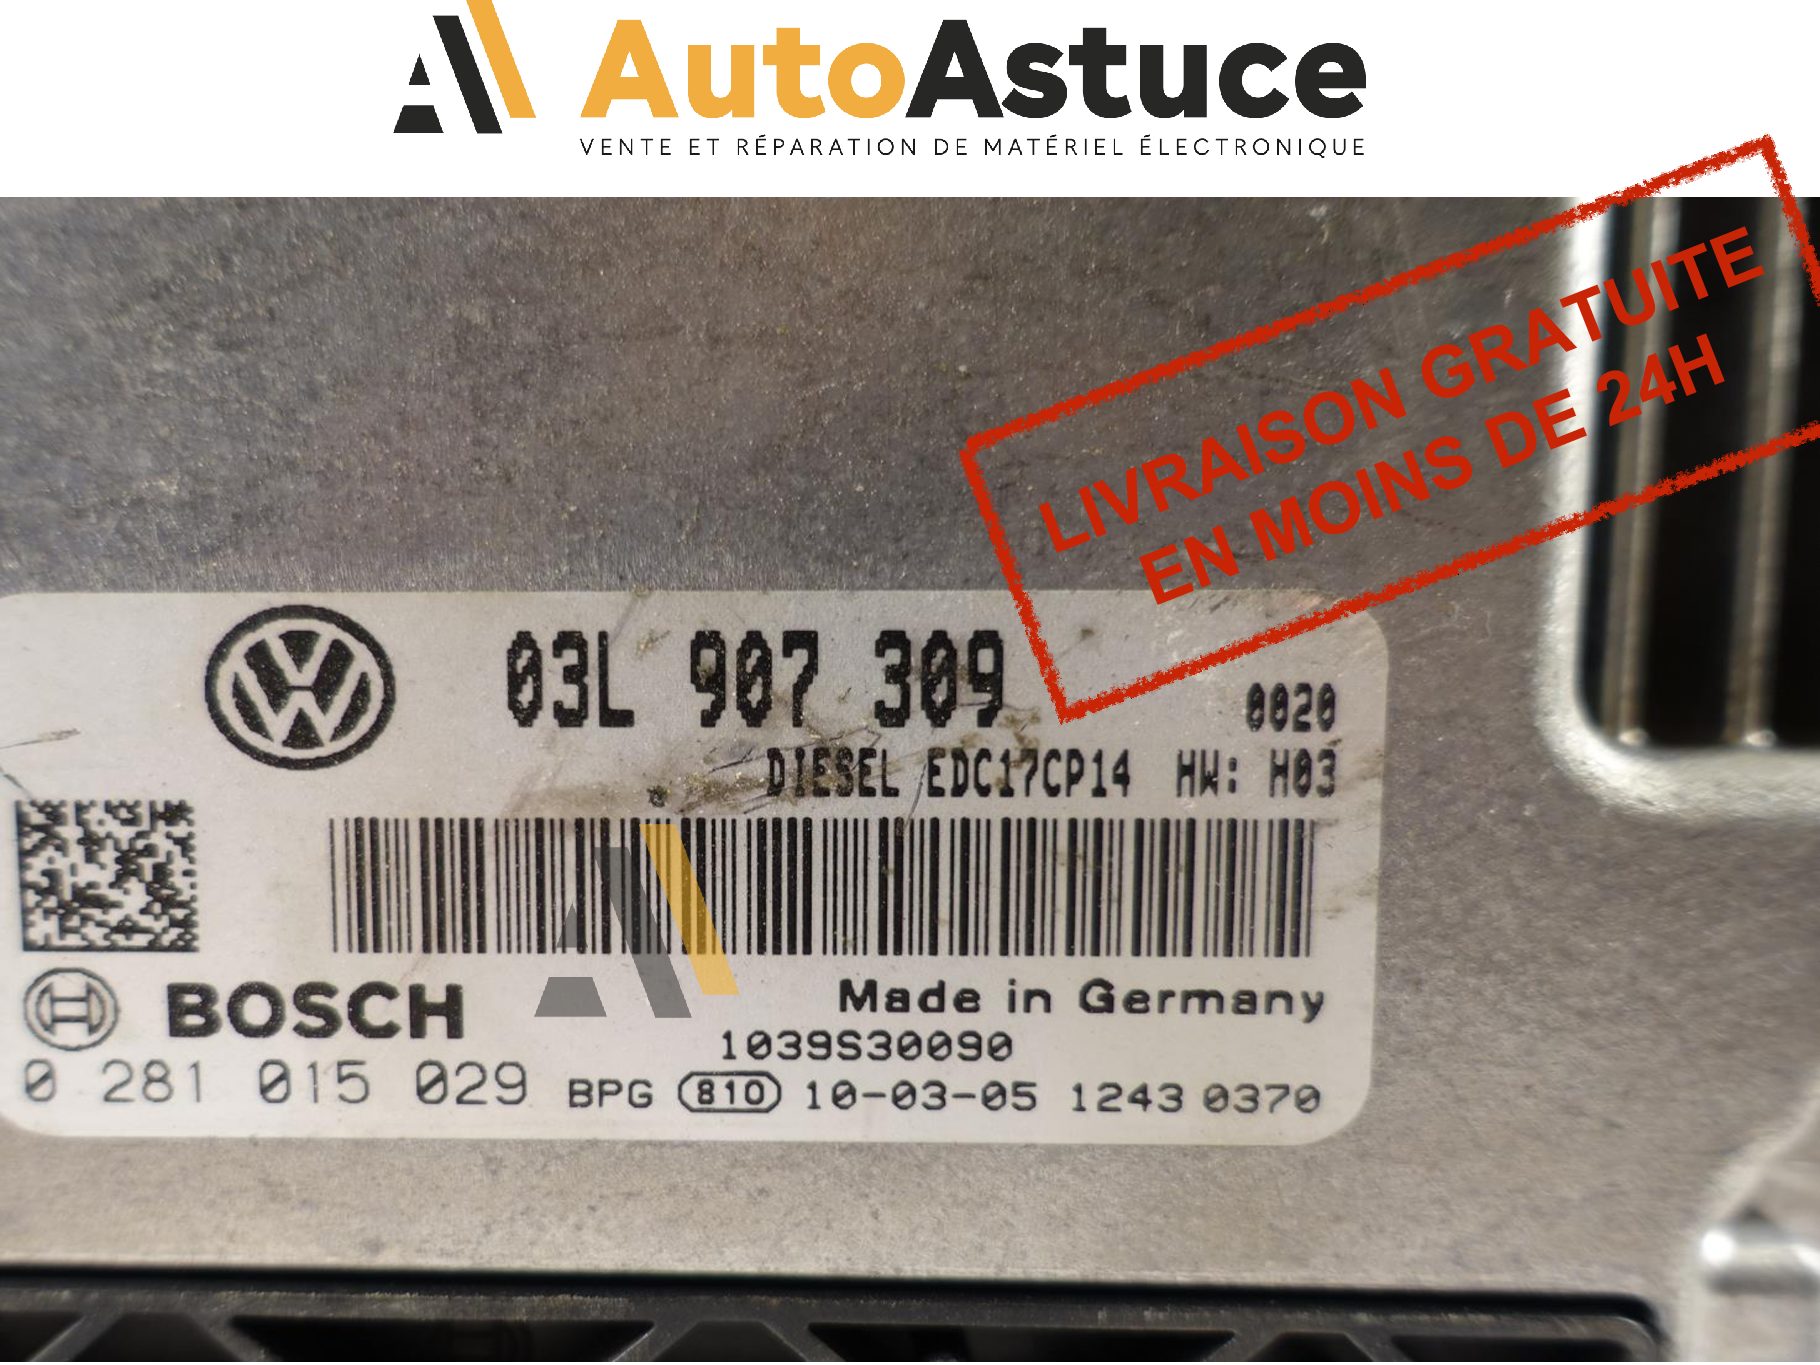 AutoAstuce
VENTE ET RÉPARATION DE MATÉRIEL ÉLECTRONIQUE
LIVRAISON GRATUITE
EN MOINS DE 24H
03L 907 309
0020
DIESEL EDC17CP14 HW: H03
BOSCH
Made in Germany
1039S30090
0 281 015 029 BPG 810 10-03-05 1243 0370